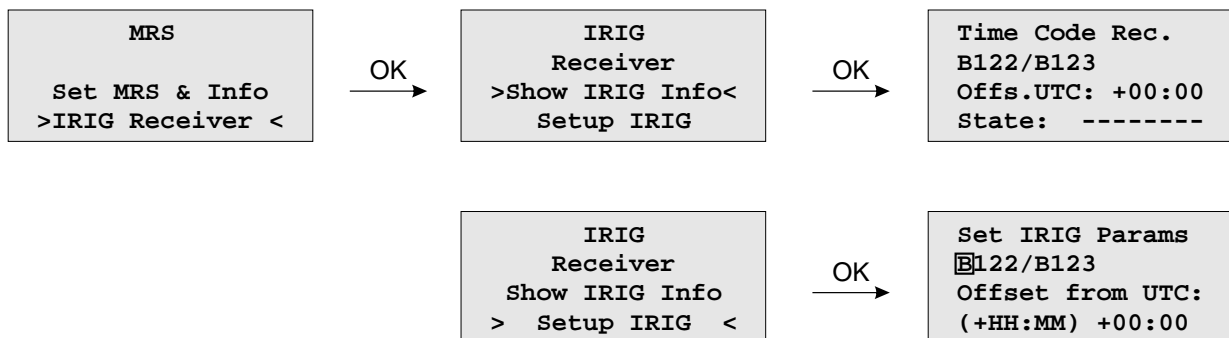 MRS
Set MRS & Info
>IRIG Receiver <
OK
IRIG
Receiver
>Show IRIG Info<
Setup IRIG
OK
Time Code Rec.
B122/B123
Offs.UTC: +00:00
State: --------
IRIG
Receiver
Show IRIG Info
> Setup IRIG <
OK
Set IRIG Params
B122/B123
Offset from UTC:
(+HH:MM) +00:00